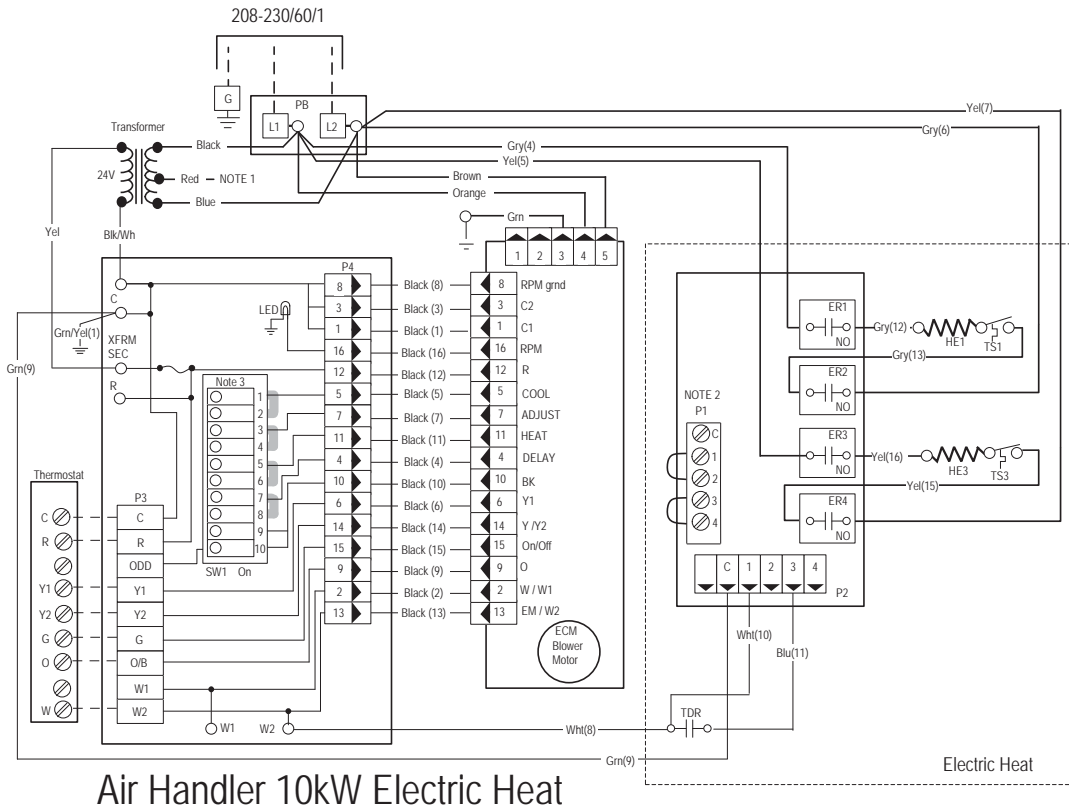 208-230/60/1
G
PB
L1
L2
Transformer
24V
Black
Red
NOTE 1
Blue
Yel
Blk/Wh
Yel(7)
Gry(6)
Gry(4)
Yel(5)
Brown
Orange
Grn
1 2 3 4 5
C
Grn/Yel(1)
XFRM
SEC
R
Grn(9)
LED
P4
8 Black (8) 8 RPM grnd
3 Black (3) 3 C2
1 Black (1) 1 C1
16 Black (16) 16 RPM
12 Black (12) 12 R
5 Black (5) 5 COOL
7 Black (7) 7 ADJUST
11 Black (11) 11 HEAT
4 Black (4) 4 DELAY
10 Black (10) 10 BK
6 Black (6) 6 Y1
14 Black (14) 14 Y /Y2
15 Black (15) 15 On/Off
9 Black (9) 9 O
2 Black (2) 2 W / W1
13 Black (13) 13 EM / W2
Note 3
1
2
3
4
5
6
7
8
9
10
SW1 On
Thermostat
P3
C C
R R
ODD
Y1 Y1
Y2 Y2
G G
O O/B
W1
W W2
W1
W2
ECM
Blower
Motor
ER1
NO
Gry(12)
HE1
TS1
Gry(13)
ER2
NO
NOTE 2
P1
C
1
2
3
4
ER3
NO
Yel(16)
HE3
TS3
Yel(15)
ER4
NO
C 1 2 3 4
P2
Wht(10)
Blu(11)
TDR
Wht(8)
Grn(9)
Electric Heat
Air Handler 10kW Electric Heat